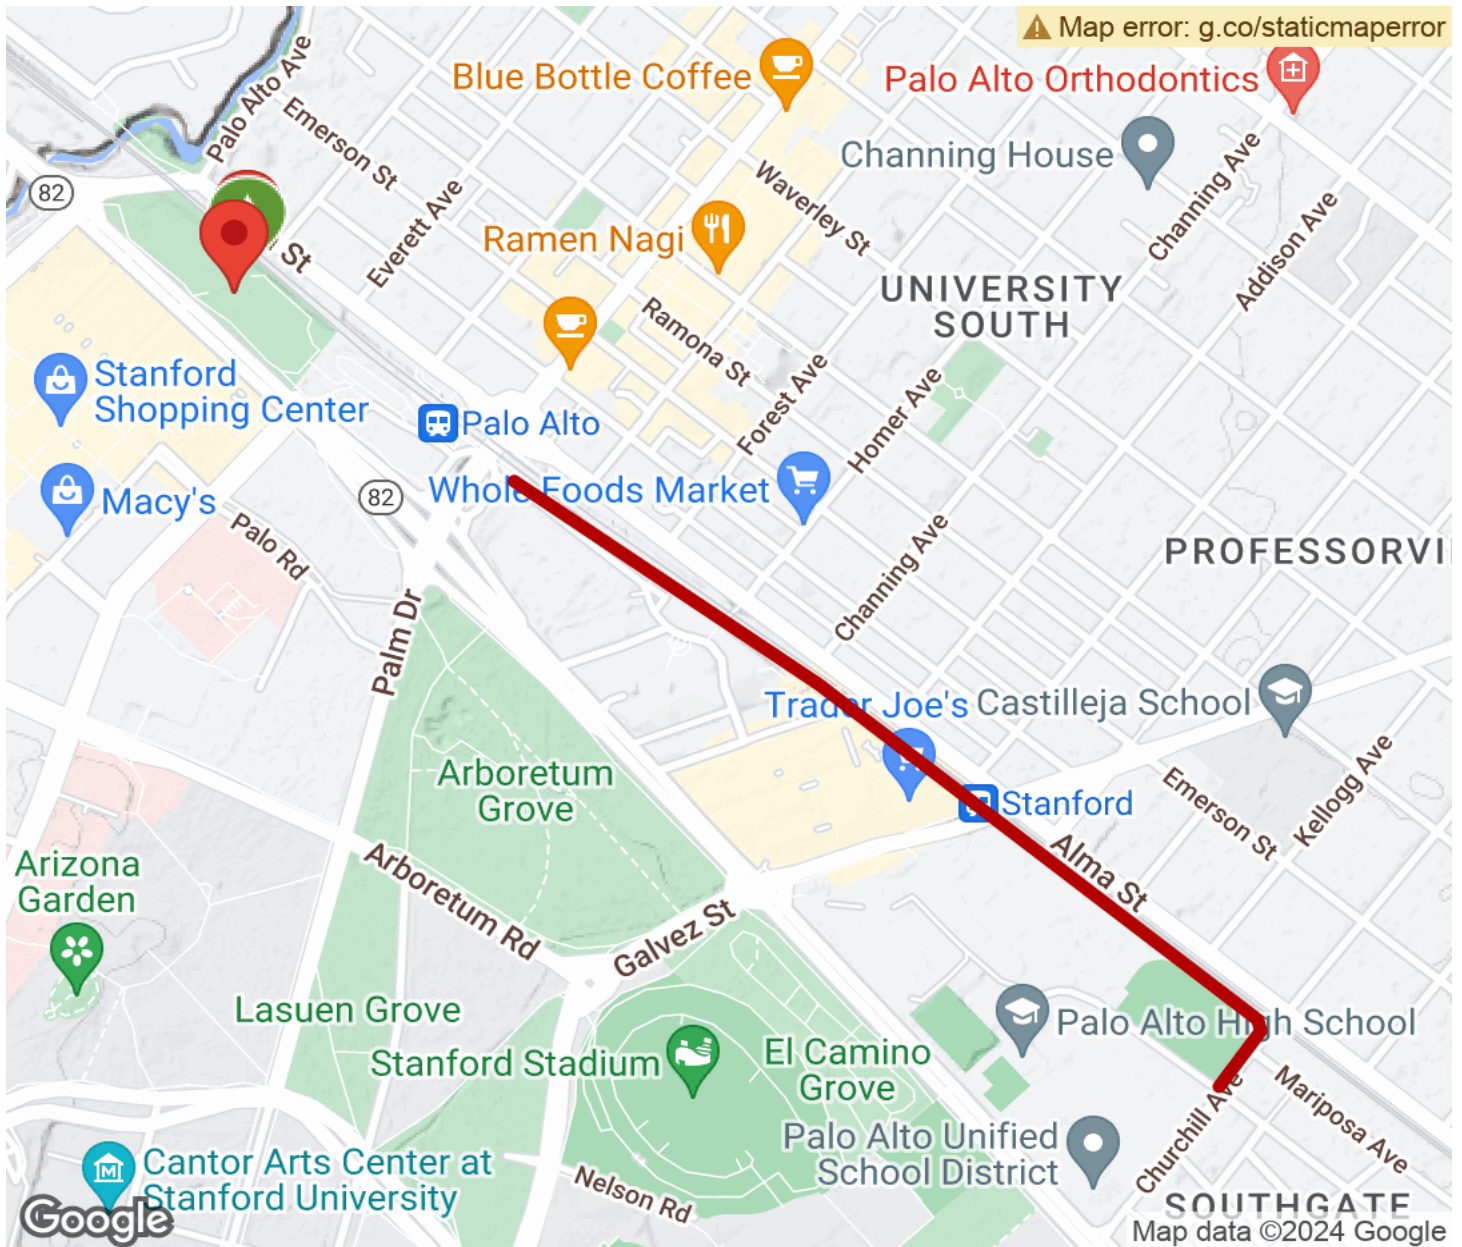 Map error: g.co/staticmaperror
Palo Alto Ave
Blue Bottle Coffee
Palo Alto Orthodontics
Emerson St
Channing House
82
Everett Ave
Waverley St
Channing Ave
Addison Ave
St
Ramen Nagi
UNIVERSITY
SOUTH
Ramona St
Stanford
Shopping Center
Forest Ave
Homer Ave
Palo Alto
Macy's
82
Whole Foods Market
Palo Rd
Channing Ave
PROFESSORVI
Palm Dr
Trader Joe's
Castilleja School
Kellogg Ave
Arboretum
Grove
Stanford
Emerson St
Alma St
Arizona
Garden
Arboretum Rd
Galvez St
Lasuen Grove
Palo Alto High School
Stanford Stadium
El Camino
Grove
Mariposa Ave
Churchill Ave
Palo Alto Unified
School District
Cantor Arts Center at
Stanford University
Nelson Rd
SOUTHGATE
Google
Map data ©2024 Google